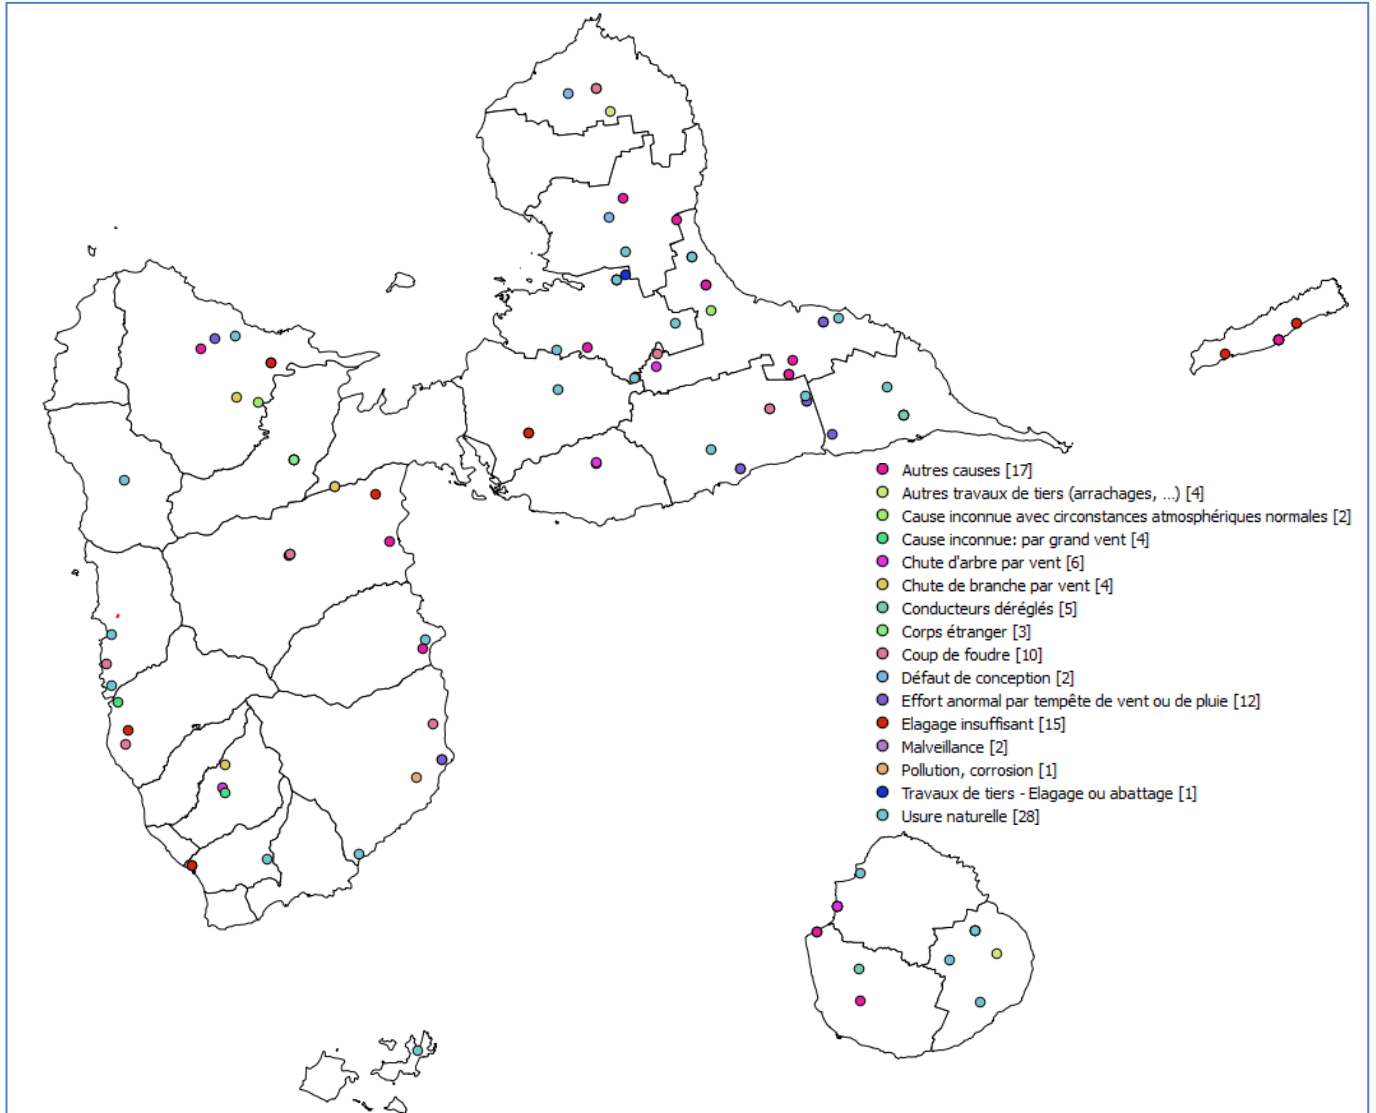 Autres causes [17]
Autres travaux de tiers (arrachages, ...) [4]
Cause inconnue avec circonstances atmosphériques normales [2]
Cause inconnue: par grand vent [4]
Chute d'arbre par vent [6]
Chute de branche par vent [4]
Conducteurs déréglés [5]
Corps étranger [3]
Coup de foudre [10]
Défaut de conception [2]
Effort anormal par tempête de vent ou de pluie [12]
Elagage insuffisant [15]
Malveillance [2]
Pollution, corrosion [1]
Travaux de tiers - Elagage ou abattage [1]
Usure naturelle [28]